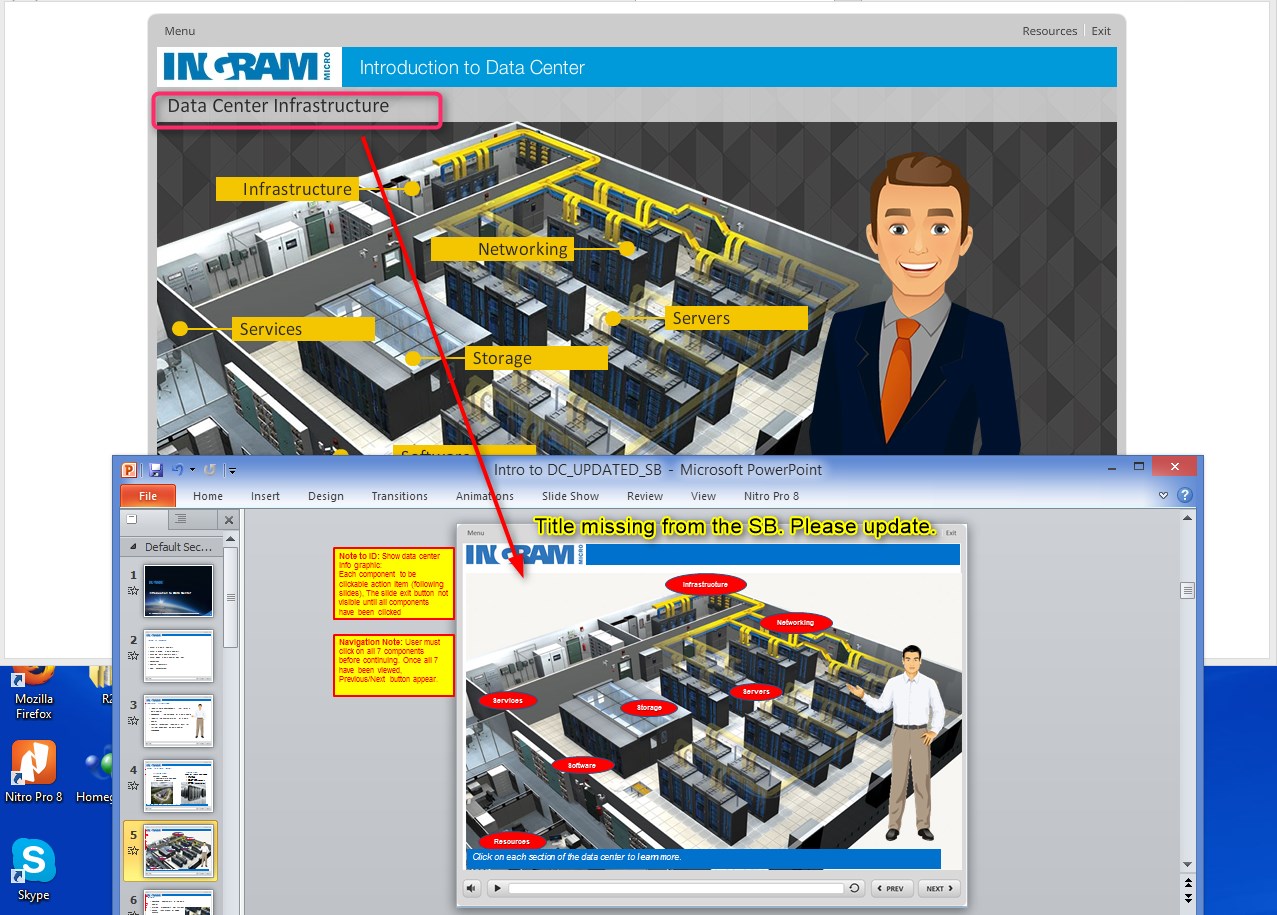 Menu
Resources
Exit
INGRAM MICRO
Introduction to Data Center
Data Center Infrastructure
Infrastructure
Networking
Services
Servers
Storage
Software
Intro to DC_UPDATED_SB - Microsoft PowerPoint
File
Home
Insert
Design
Transitions
Animations
Slide Show
Review
View
Nitro Pro 8
Default Sec...
1
2
3
4
5
6
Title missing from the SB. Please update.
Note to ID: Show data center
info graphic:
Each component to be
clickable action item (following
slides), The slide exit button not
visible until all components
have been clicked
Navigation Note: User must
click on all 7 components
before continuing. Once all 7
have been viewed,
Previous/Next button appear.
Menu
Exit
INGRAM MICRO
Infrastructure
Networking
Services
Servers
Storage
Software
Resources
Click on each section of the data center to learn more.
PREV
NEXT
Mozilla
Firefox
R2
Nitro Pro 8
Skype